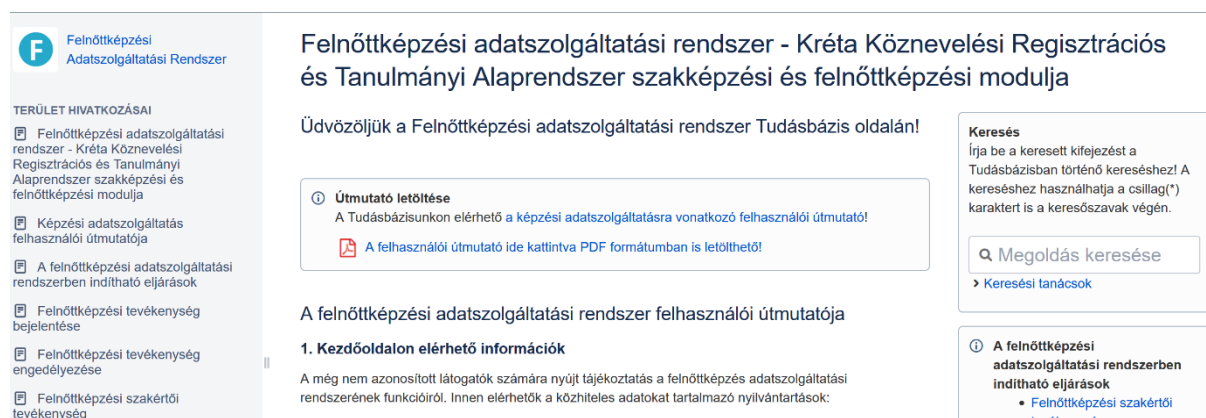 F
Felnőttképzési
Adatszolgáltatási Rendszer
TERÜLET HIVATKOZÁSAI
Felnőttképzési adatszolgáltatási
rendszer - Kréta Köznevelési
Regisztrációs és Tanulmányi
Alaprendszer szakképzési és
felnőttképzési modulja
Képzési adatszolgáltatás
felhasználói útmutatója
A felnőttképzési adatszolgáltatási
rendszerben indítható eljárások
Felnőttképzési tevékenység
bejelentése
Felnőttképzési tevékenység
engedélyezése
Felnőttképzési szakértői
tevékenység
Felnőttképzési adatszolgáltatási rendszer - Kréta Köznevelési Regisztrációs
és Tanulmányi Alaprendszer szakképzési és felnőttképzési modulja
Üdvözöljük a Felnőttképzési adatszolgáltatási rendszer Tudásbázis oldalán!
Útmutató letöltése
A Tudásbázisunkon elérhető a képzési adatszolgáltatásra vonatkozó felhasználói útmutató!
A felhasználói útmutató ide kattintva PDF formátumban is letölthető!
A felnőttképzési adatszolgáltatási rendszer felhasználói útmutatója
1. Kezdőoldalon elérhető információk
A még nem azonosított látogatók számára nyújt tájékoztatás a felnőttképzés adatszolgáltatási
rendszerének funkcióiról. Innen elérhetők a közhiteles adatokat tartalmazó nyilvántartások:
Keresés
Írja be a keresett kifejezést a
Tudásbázisban történő kereséshez! A
kereséshez használhatja a csillag(*)
karaktert is a keresőszavak végén.
Megoldás keresése
Keresési tanácsok
A felnőttképzési
adatszolgáltatási rendszerben
indítható eljárások
Felnőttképzési szakértői